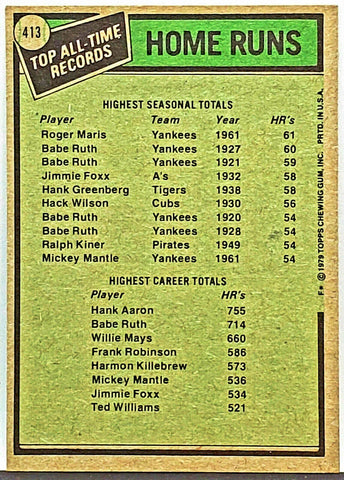 413
TOP ALL-TIME
RECORDS
HOME RUNS
HIGHEST SEASONAL TOTALS
Player Team Year HR's
Roger Maris Yankees 1961 61
Babe Ruth Yankees 1927 60
Babe Ruth Yankees 1921 59
Jimmie Foxx A's 1932 58
Hank Greenberg Tigers 1938 58
Hack Wilson Cubs 1930 56
Babe Ruth Yankees 1920 54
Babe Ruth Yankees 1928 54
Ralph Kiner Pirates 1949 54
Mickey Mantle Yankees 1961 54
HIGHEST CAREER TOTALS
Player HR's
Hank Aaron 755
Babe Ruth 714
Willie Mays 660
Frank Robinson 586
Harmon Killebrew 573
Mickey Mantle 536
Jimmie Foxx 534
Ted Williams 521
F* © 1979 TOPPS CHEWING GUM, INC. PRTD. IN U.S.A.